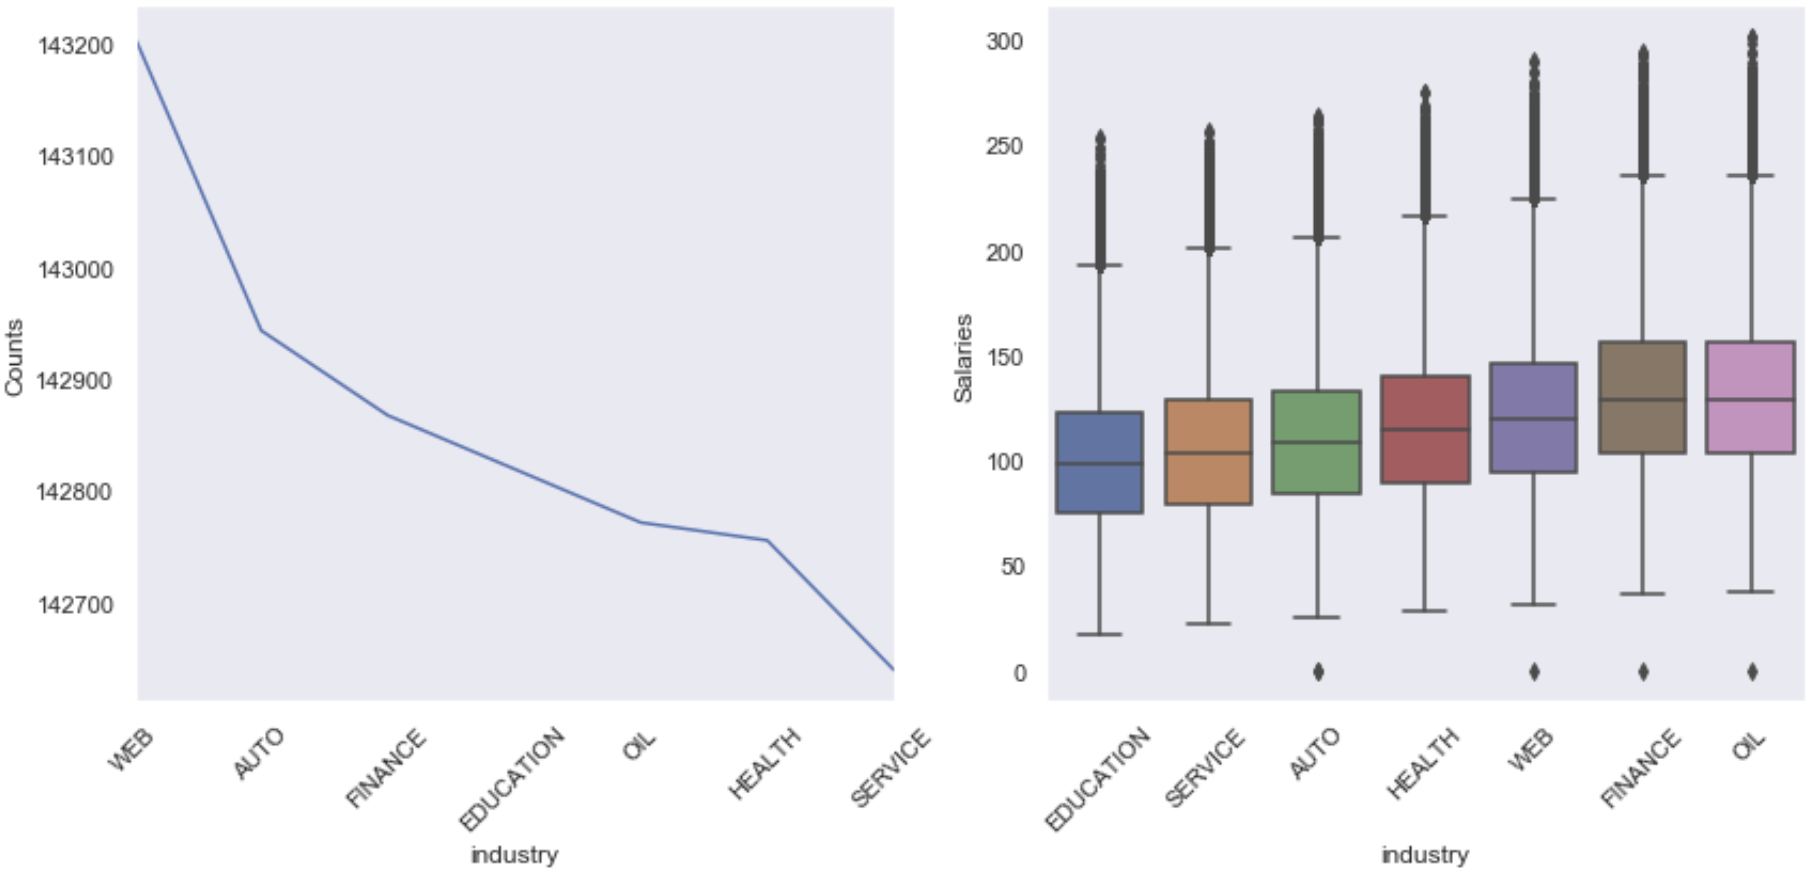 143200
143100
143000
142900
142800
142700
Counts
WEB
AUTO
FINANCE
EDUCATION
OIL
HEALTH
SERVICE
industry
300
250
200
150
100
50
0
Salaries
EDUCATION
SERVICE
AUTO
HEALTH
WEB
FINANCE
OIL
industry